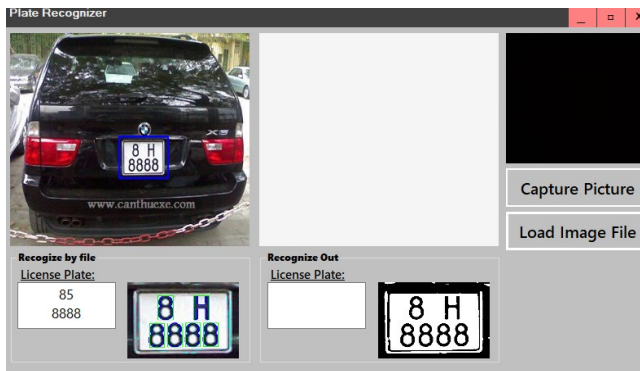 Plate Recognizer
X5
8 H
8888
www.canthuexe.com
Capture Picture
Load Image File
Recogize by file
License Plate:
85
8888
8 H
8888
Recognize Out
License Plate:
8 H
8888